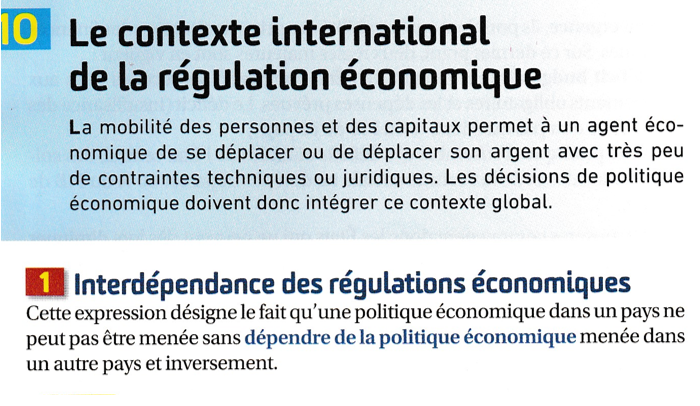 10 Le contexte international
de la régulation économique
La mobilité des personnes et des capitaux permet à un agent éco-
nomique de se déplacer ou de déplacer son argent avec très peu
de contraintes techniques ou juridiques. Les décisions de politique
économique doivent donc intégrer ce contexte global.
1 Interdépendance des régulations économiques
Cette expression désigne le fait qu'une politique économique dans un pays ne
peut pas être menée sans dépendre de la politique économique menée dans
un autre pays et inversement.